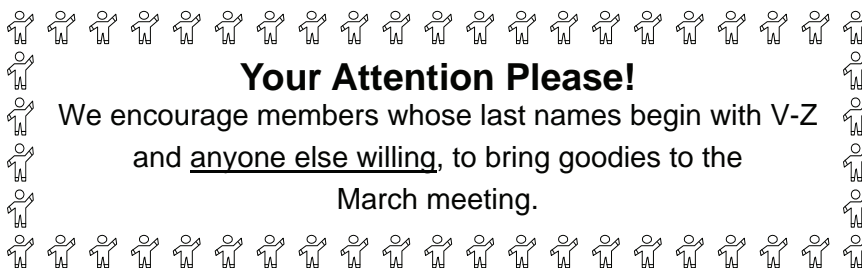 Your Attention Please!
We encourage members whose last names begin with V-Z
and anyone else willing, to bring goodies to the
March meeting.